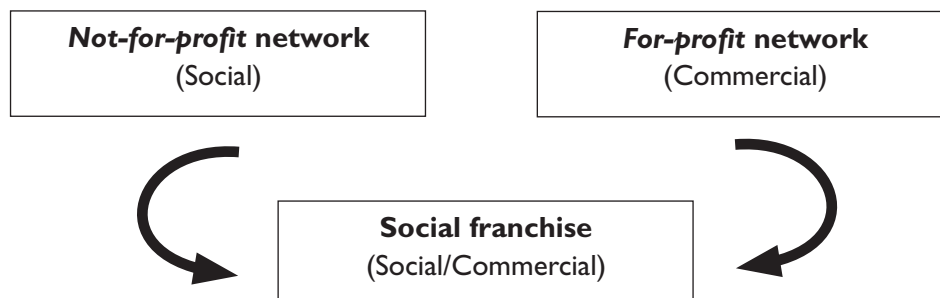 Not-for-profit network
(Social)
For-profit network
(Commercial)
Social franchise
(Social/Commercial)